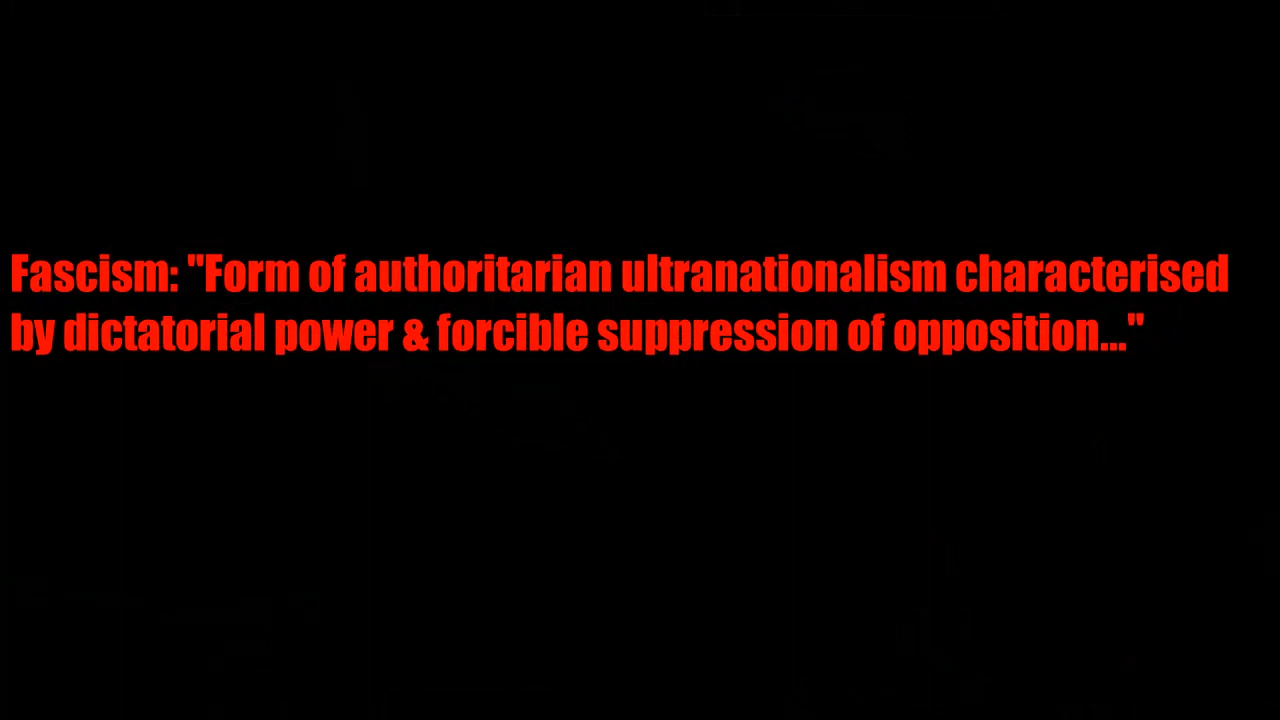 Fascism: "Form of authoritarian ultranationalism characterised
by dictatorial power & forcible suppression of opposition..."